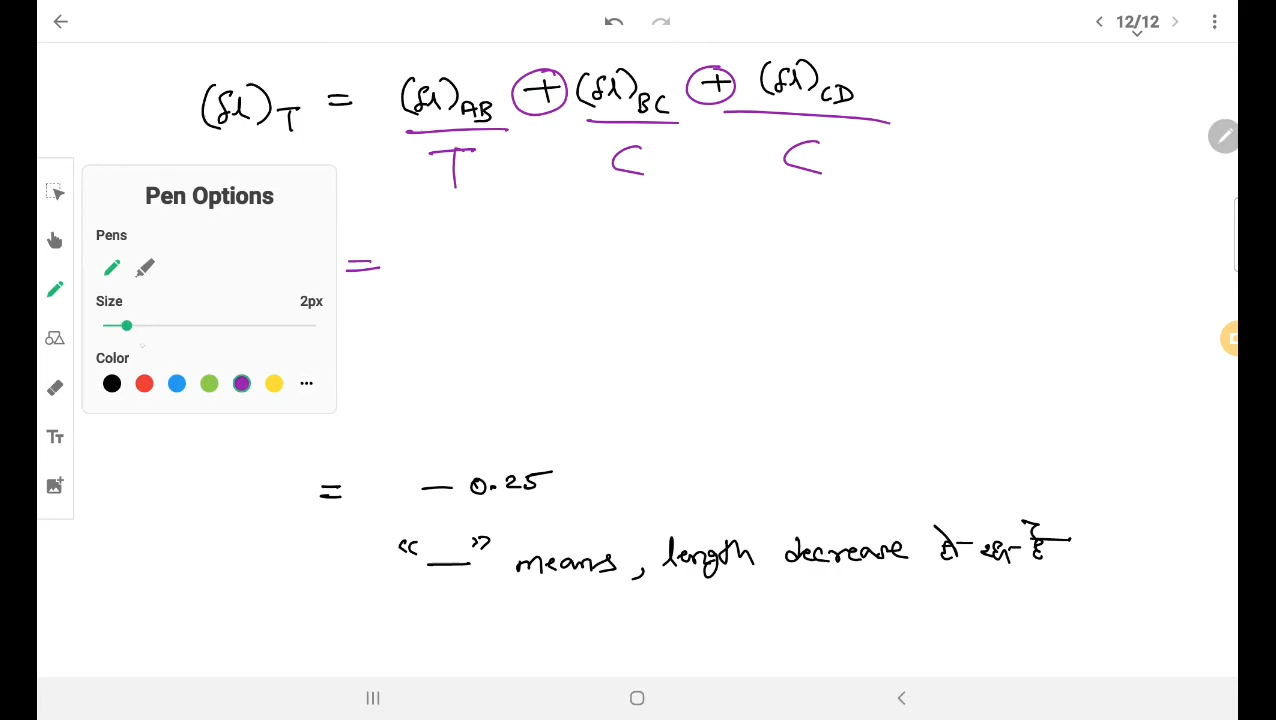 12/12
(δl)T = (δl)AB + (δl)BC + (δl)CD
T C C
Pen Options
Pens
=
Size 2px
Color
= - 0.25
“—” means, length decrease